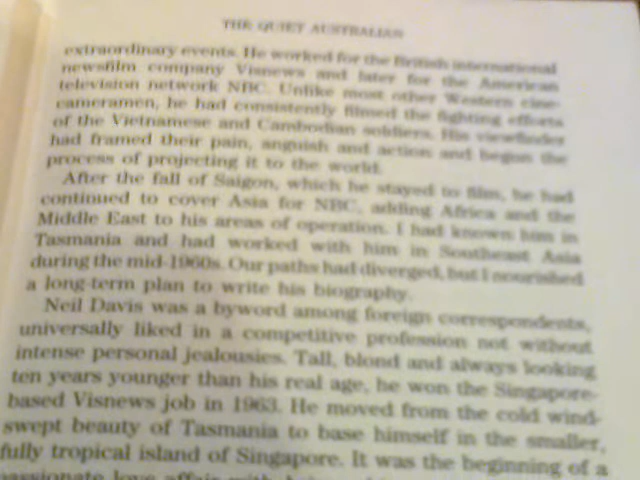 THE QUIET AUSTRALIAN
extraordinary events. He worked for the British international
newsfilm company Visnews and later for the American
television network NBC. Unlike most other Western cine-
cameramen, he had consistently filmed the fighting efforts
of the Vietnamese and Cambodian soldiers. His viewfinder
had framed their pain, anguish and action and begun the
process of projecting it to the world.
After the fall of Saigon, which he stayed to film, he had
continued to cover Asia for NBC, adding Africa and the
Middle East to his areas of operation. I had known him in
Tasmania and had worked with him in Southeast Asia
during the mid-1960s. Our paths had diverged, but I nourished
a long-term plan to write his biography.
Neil Davis was a byword among foreign correspondents,
universally liked in a competitive profession not without
intense personal jealousies. Tall, blond and always looking
ten years younger than his real age, he won the Singapore-
based Visnews job in 1963. He moved from the cold wind-
swept beauty of Tasmania to base himself in the smaller,
fully tropical island of Singapore. It was the beginning of a
passionate love affair with